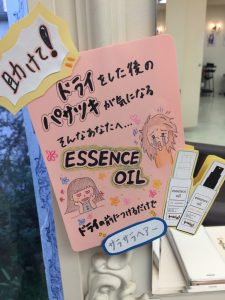 助けて!
ドライをした後の
パサツキが気になる
そんなあなたへ...
ESSENCE
OIL
ドライの前につけるだけで
サラサラヘアー